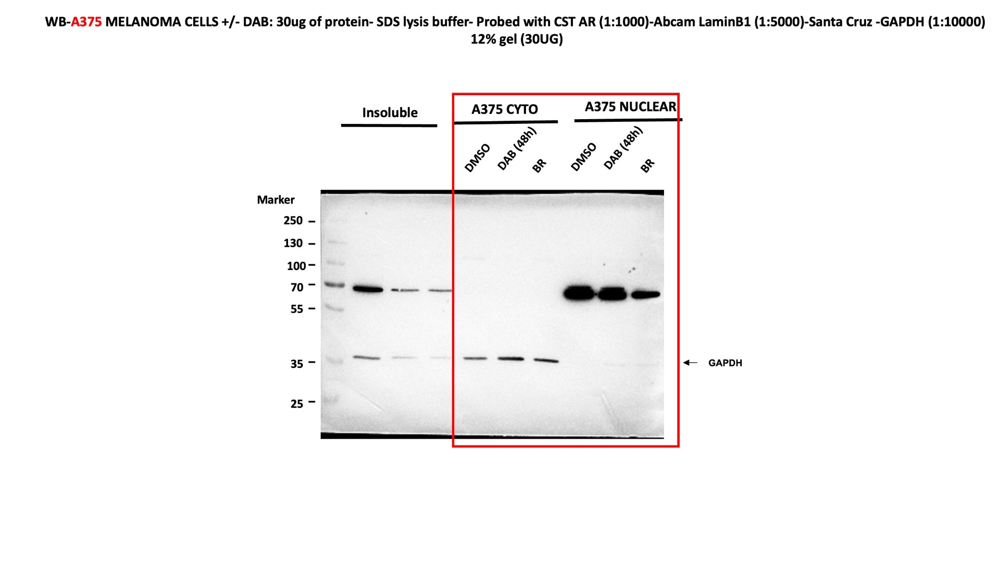 WB-A375 MELANOMA CELLS +/- DAB: 30ug of protein- SDS lysis buffer- Probed with CST AR (1:1000)-Abcam LaminB1 (1:5000)-Santa Cruz -GAPDH (1:10000)
12% gel (30UG)
Insoluble
A375 CYTO
A375 NUCLEAR
DMSO
DAB (48h)
BR
DMSO
DAB (48h)
BR
Marker
250
130
100
70
55
35
25
GAPDH